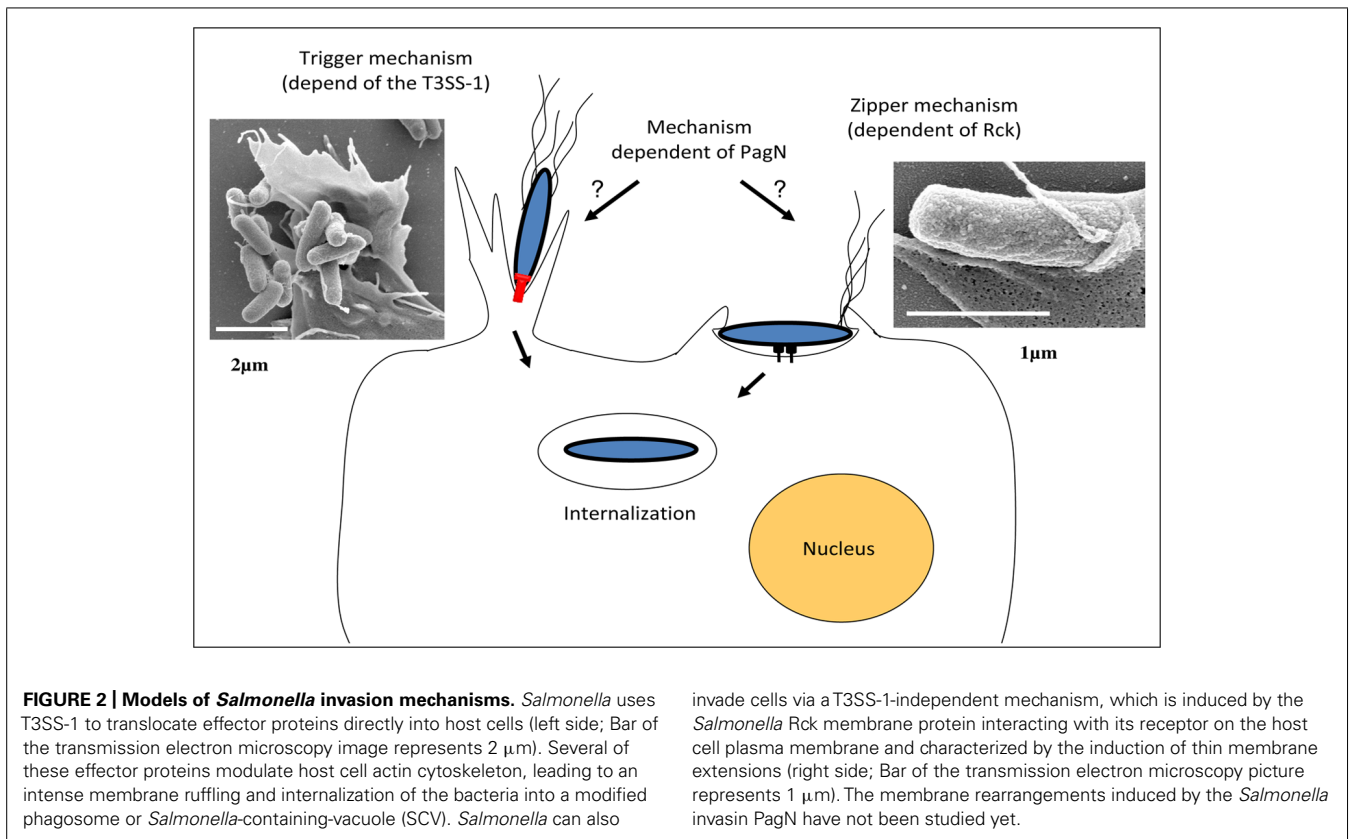 Trigger mechanism
(depend of the T3SS-1)
Mechanism
dependent of PagN
Zipper mechanism
(dependent of Rck)
?
?
2µm
1µm
Internalization
Nucleus
FIGURE 2 | Models of Salmonella invasion mechanisms. Salmonella uses
T3SS-1 to translocate effector proteins directly into host cells (left side; Bar of
the transmission electron microscopy image represents 2 μm). Several of
these effector proteins modulate host cell actin cytoskeleton, leading to an
intense membrane ruffling and internalization of the bacteria into a modified
phagosome or Salmonella-containing-vacuole (SCV). Salmonella can also
invade cells via a T3SS-1-independent mechanism, which is induced by the
Salmonella Rck membrane protein interacting with its receptor on the host
cell plasma membrane and characterized by the induction of thin membrane
extensions (right side; Bar of the transmission electron microscopy picture
represents 1 μm). The membrane rearrangements induced by the Salmonella
invasin PagN have not been studied yet.